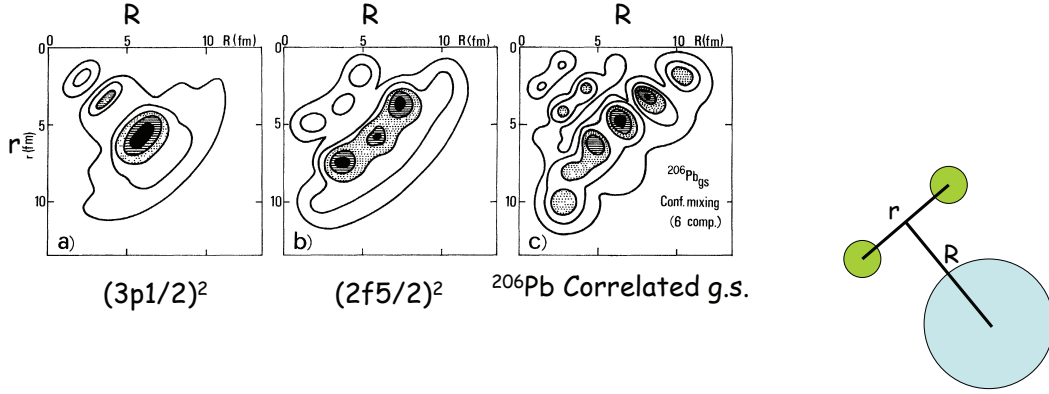 R R R
0 5 10 R(fm) 0 5 10 R(fm) 0 5 10 R(fm)
0
5
r r(fm)
10
5
10
5
10
²⁰⁶Pbgs
Conf. mixing
(6 comp.)
a) b) c)
(3p1/2)² (2f5/2)² ²⁰⁶Pb Correlated g.s.
r
R